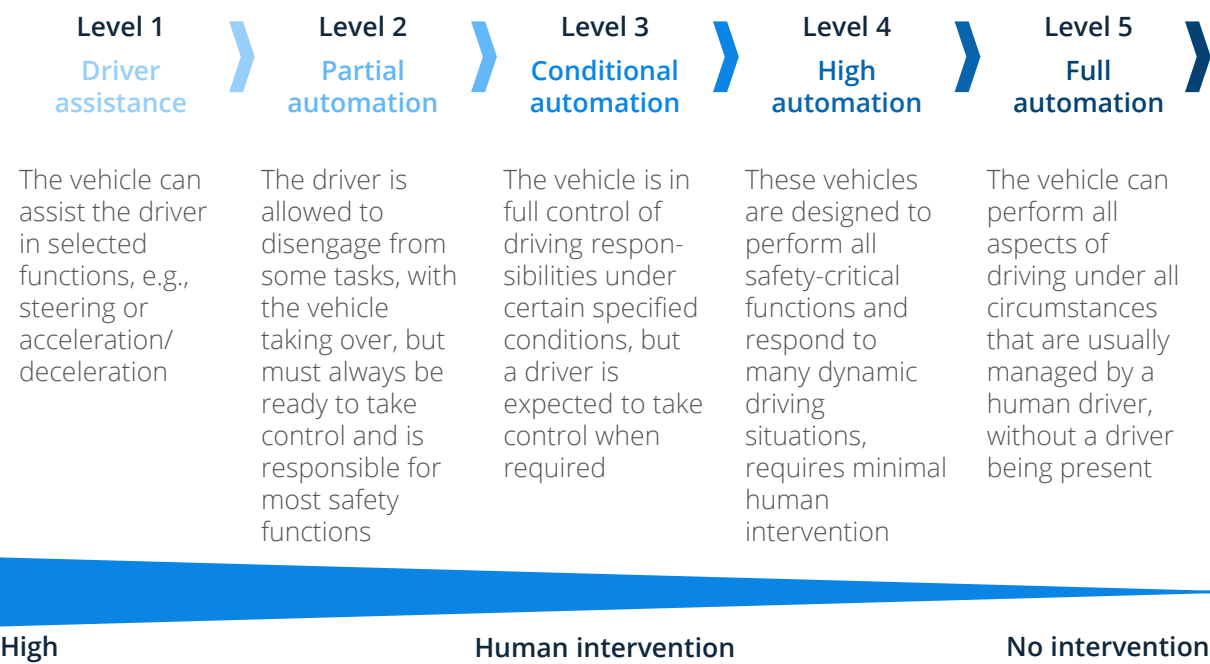 Level 1
Driver
assistance
The vehicle can
assist the driver
in selected
functions, e.g.,
steering or
acceleration/
deceleration
Level 2
Partial
automation
The driver is
allowed to
disengage from
some tasks, with
the vehicle
taking over, but
must always be
ready to take
control and is
responsible for
most safety
functions
Level 3
Conditional
automation
The vehicle is in
full control of
driving respon-
sibilities under
certain specified
conditions, but
a driver is
expected to take
control when
required
Level 4
High
automation
These vehicles
are designed to
perform all
safety-critical
functions and
respond to
many dynamic
driving
situations,
requires minimal
human
intervention
Level 5
Full
automation
The vehicle can
perform all
aspects of
driving under all
circumstances
that are usually
managed by a
human driver,
without a driver
being present
High
Human intervention
No intervention